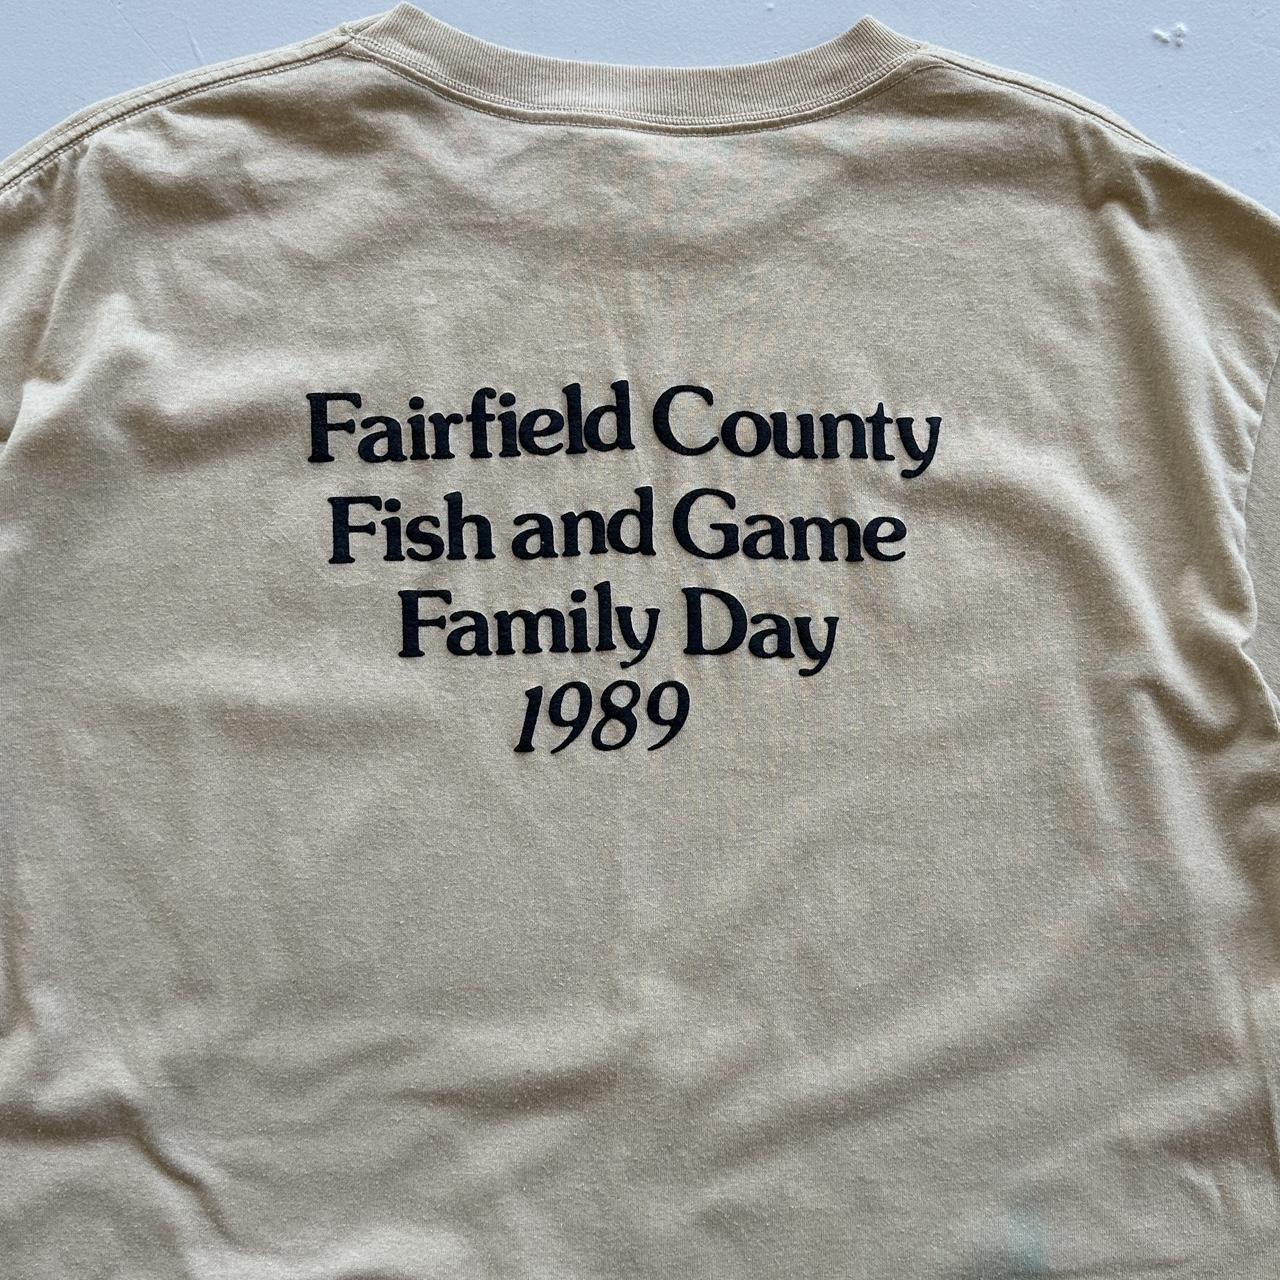 Fairfield County
Fish and Game
Family Day
1989